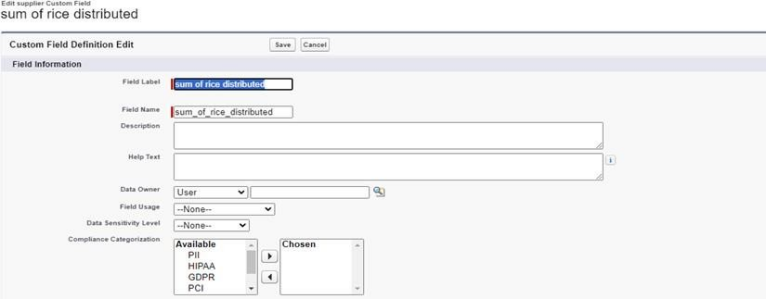 Edit supplier Custom Field
sum of rice distributed
Custom Field Definition Edit Save Cancel
Field Information
Field Label sum of rice distributed
Field Name sum_of_rice_distributed
Description
Help Text i
Data Owner User
Field Usage --None--
Data Sensitivity Level --None--
Compliance Categorization Available Chosen
PII
HIPAA
GDPR
PCI